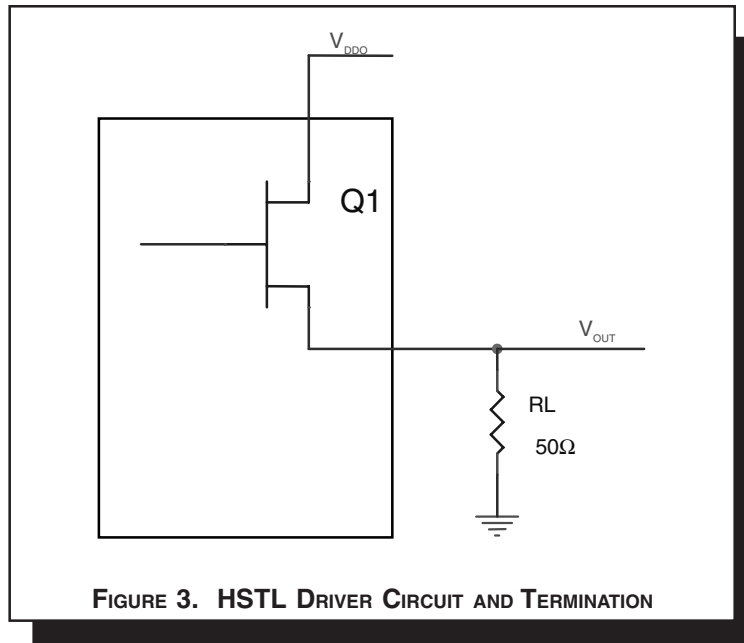 VDDO
Q1
VOUT
RL
50Ω
FIGURE 3. HSTL DRIVER CIRCUIT AND TERMINATION